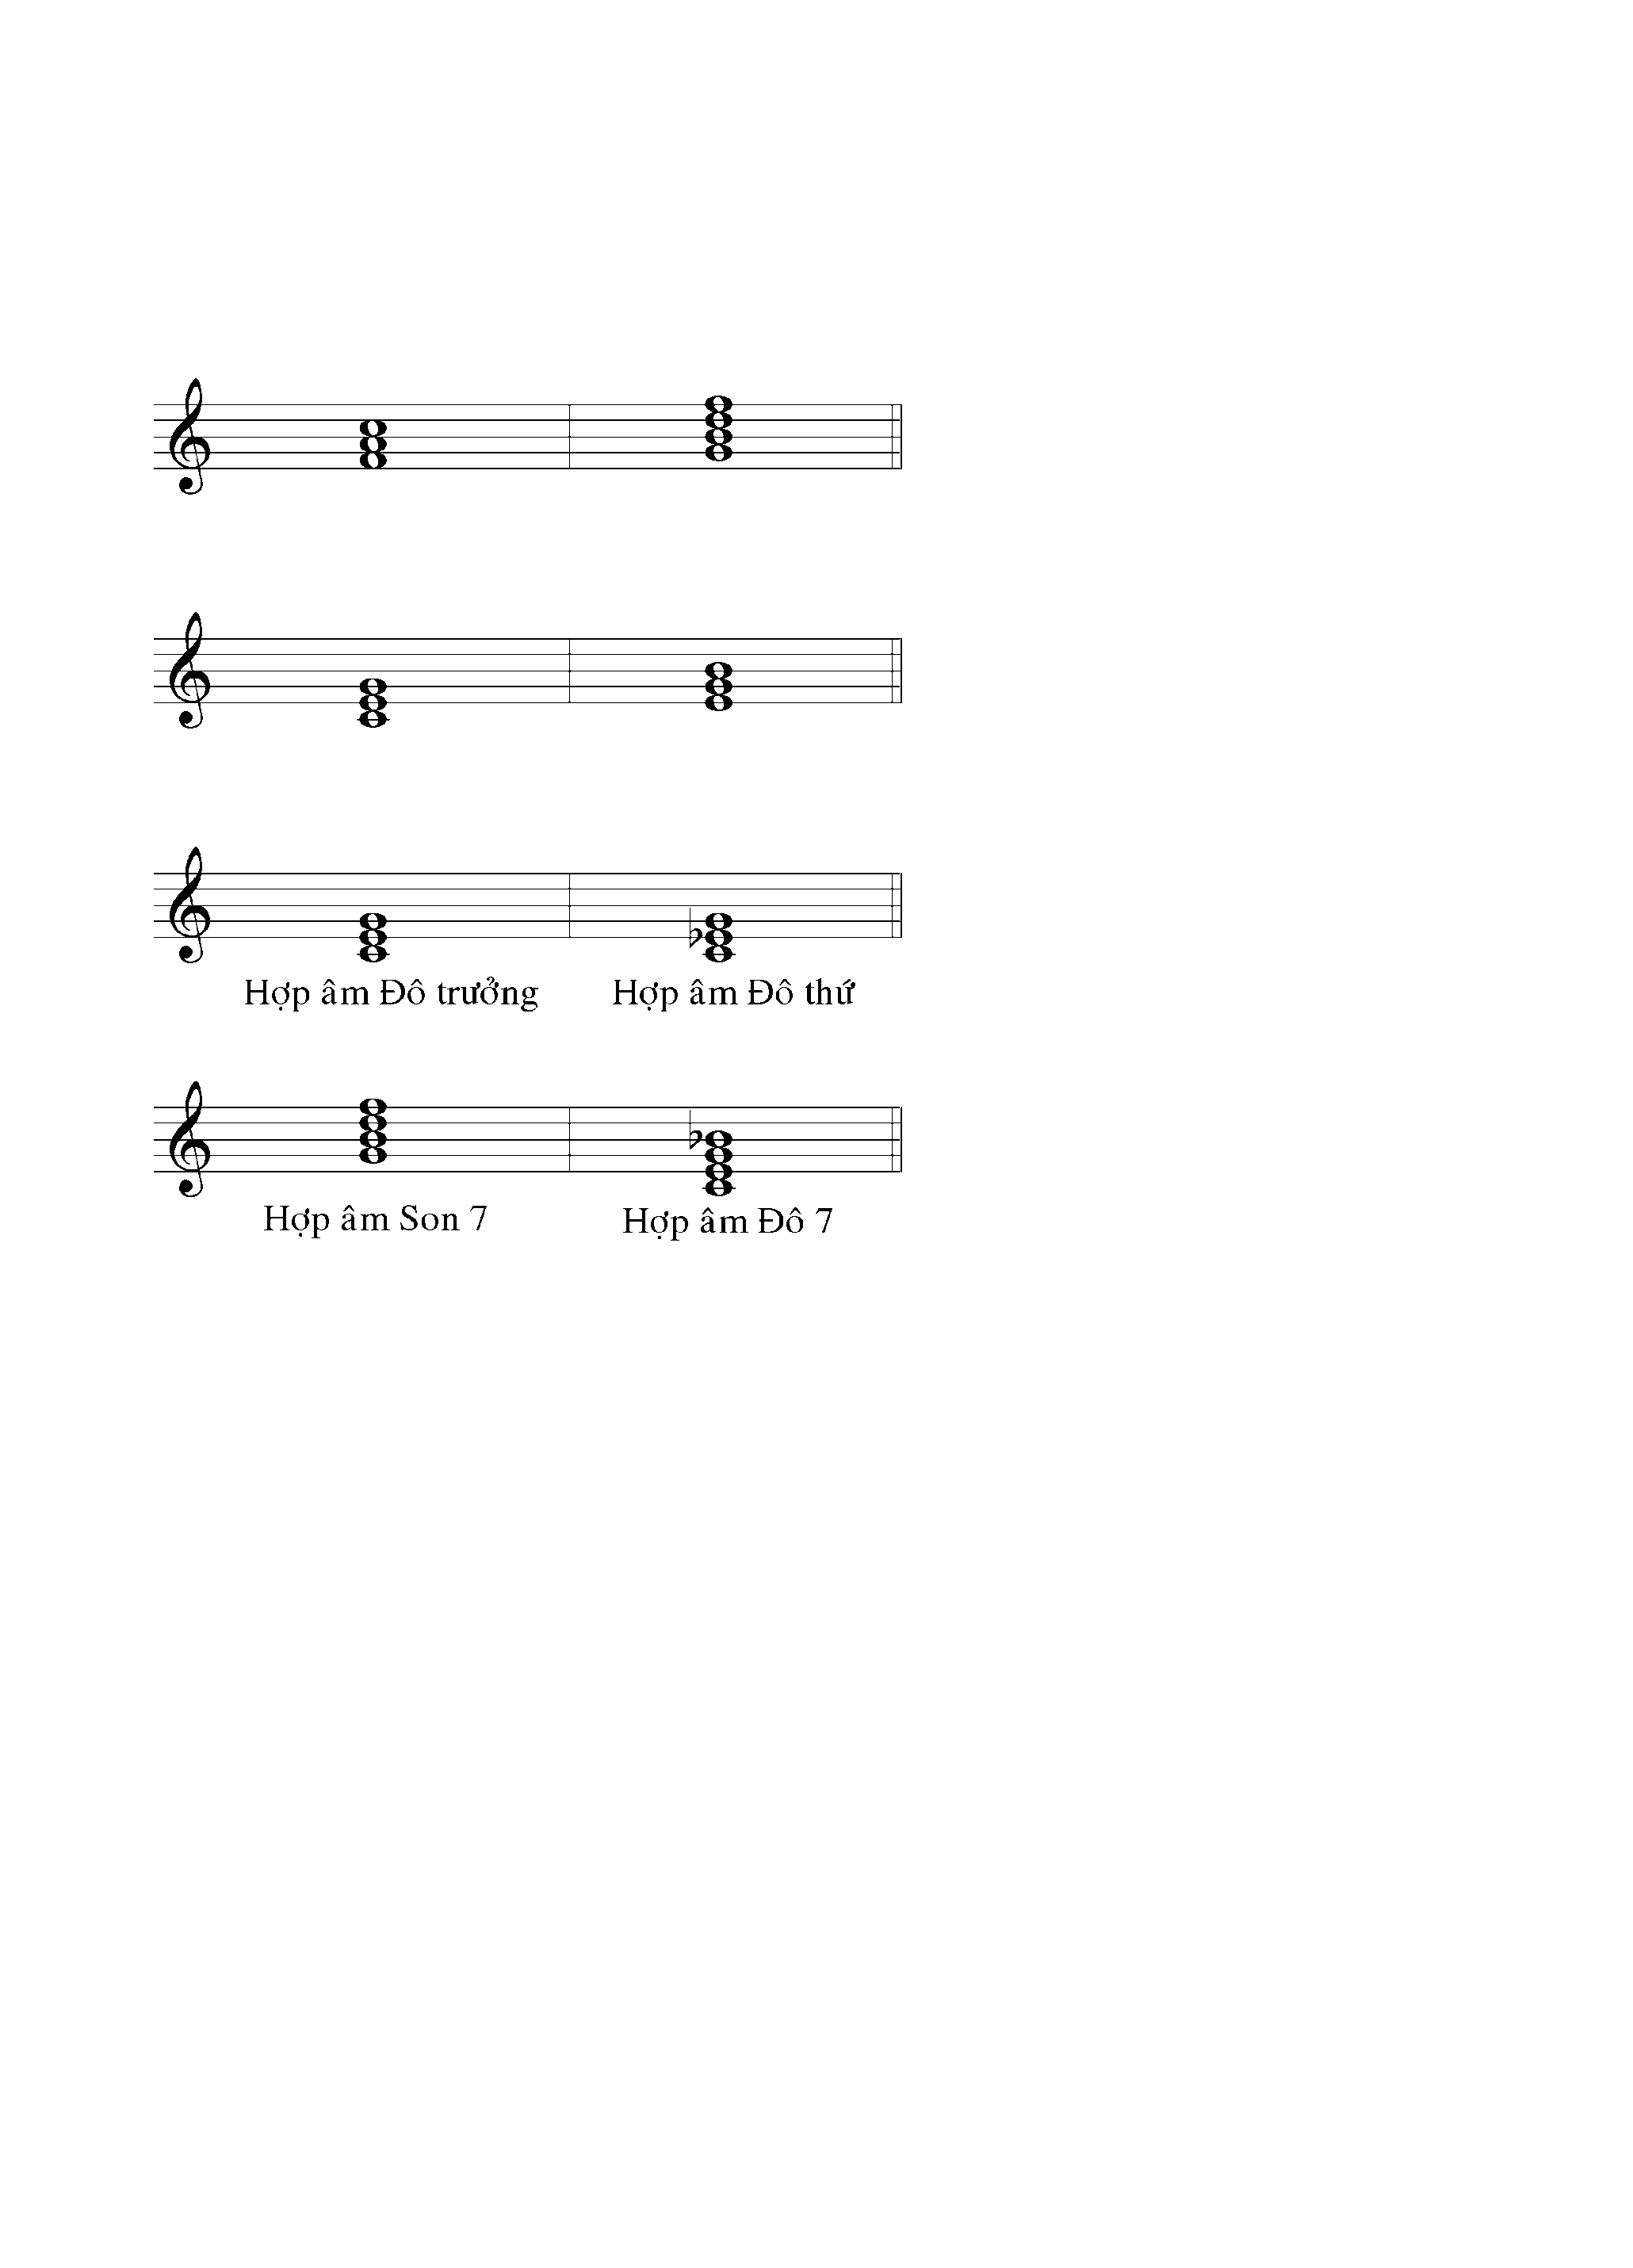 Hợp âm Đô trưởng Hợp âm Đô thứ
Hợp âm Son 7 Hợp âm Đô 7